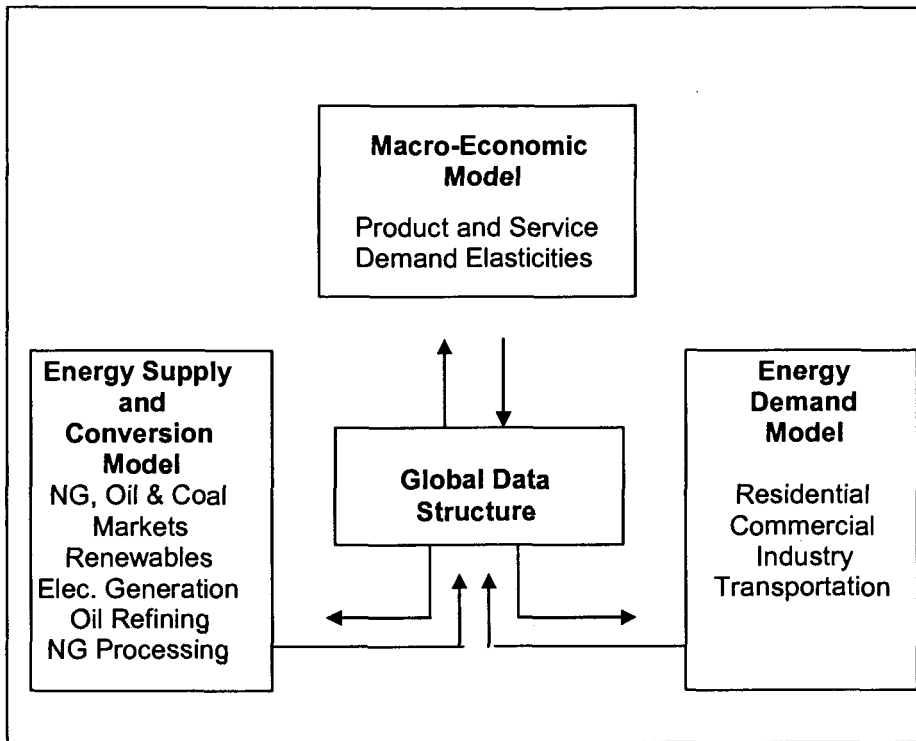 Macro-Economic
Model
Product and Service
Demand Elasticities
Energy Supply
and
Conversion
Model
NG, Oil & Coal
Markets
Renewables
Elec. Generation
Oil Refining
NG Processing
Global Data
Structure
Energy
Demand
Model
Residential
Commercial
Industry
Transportation